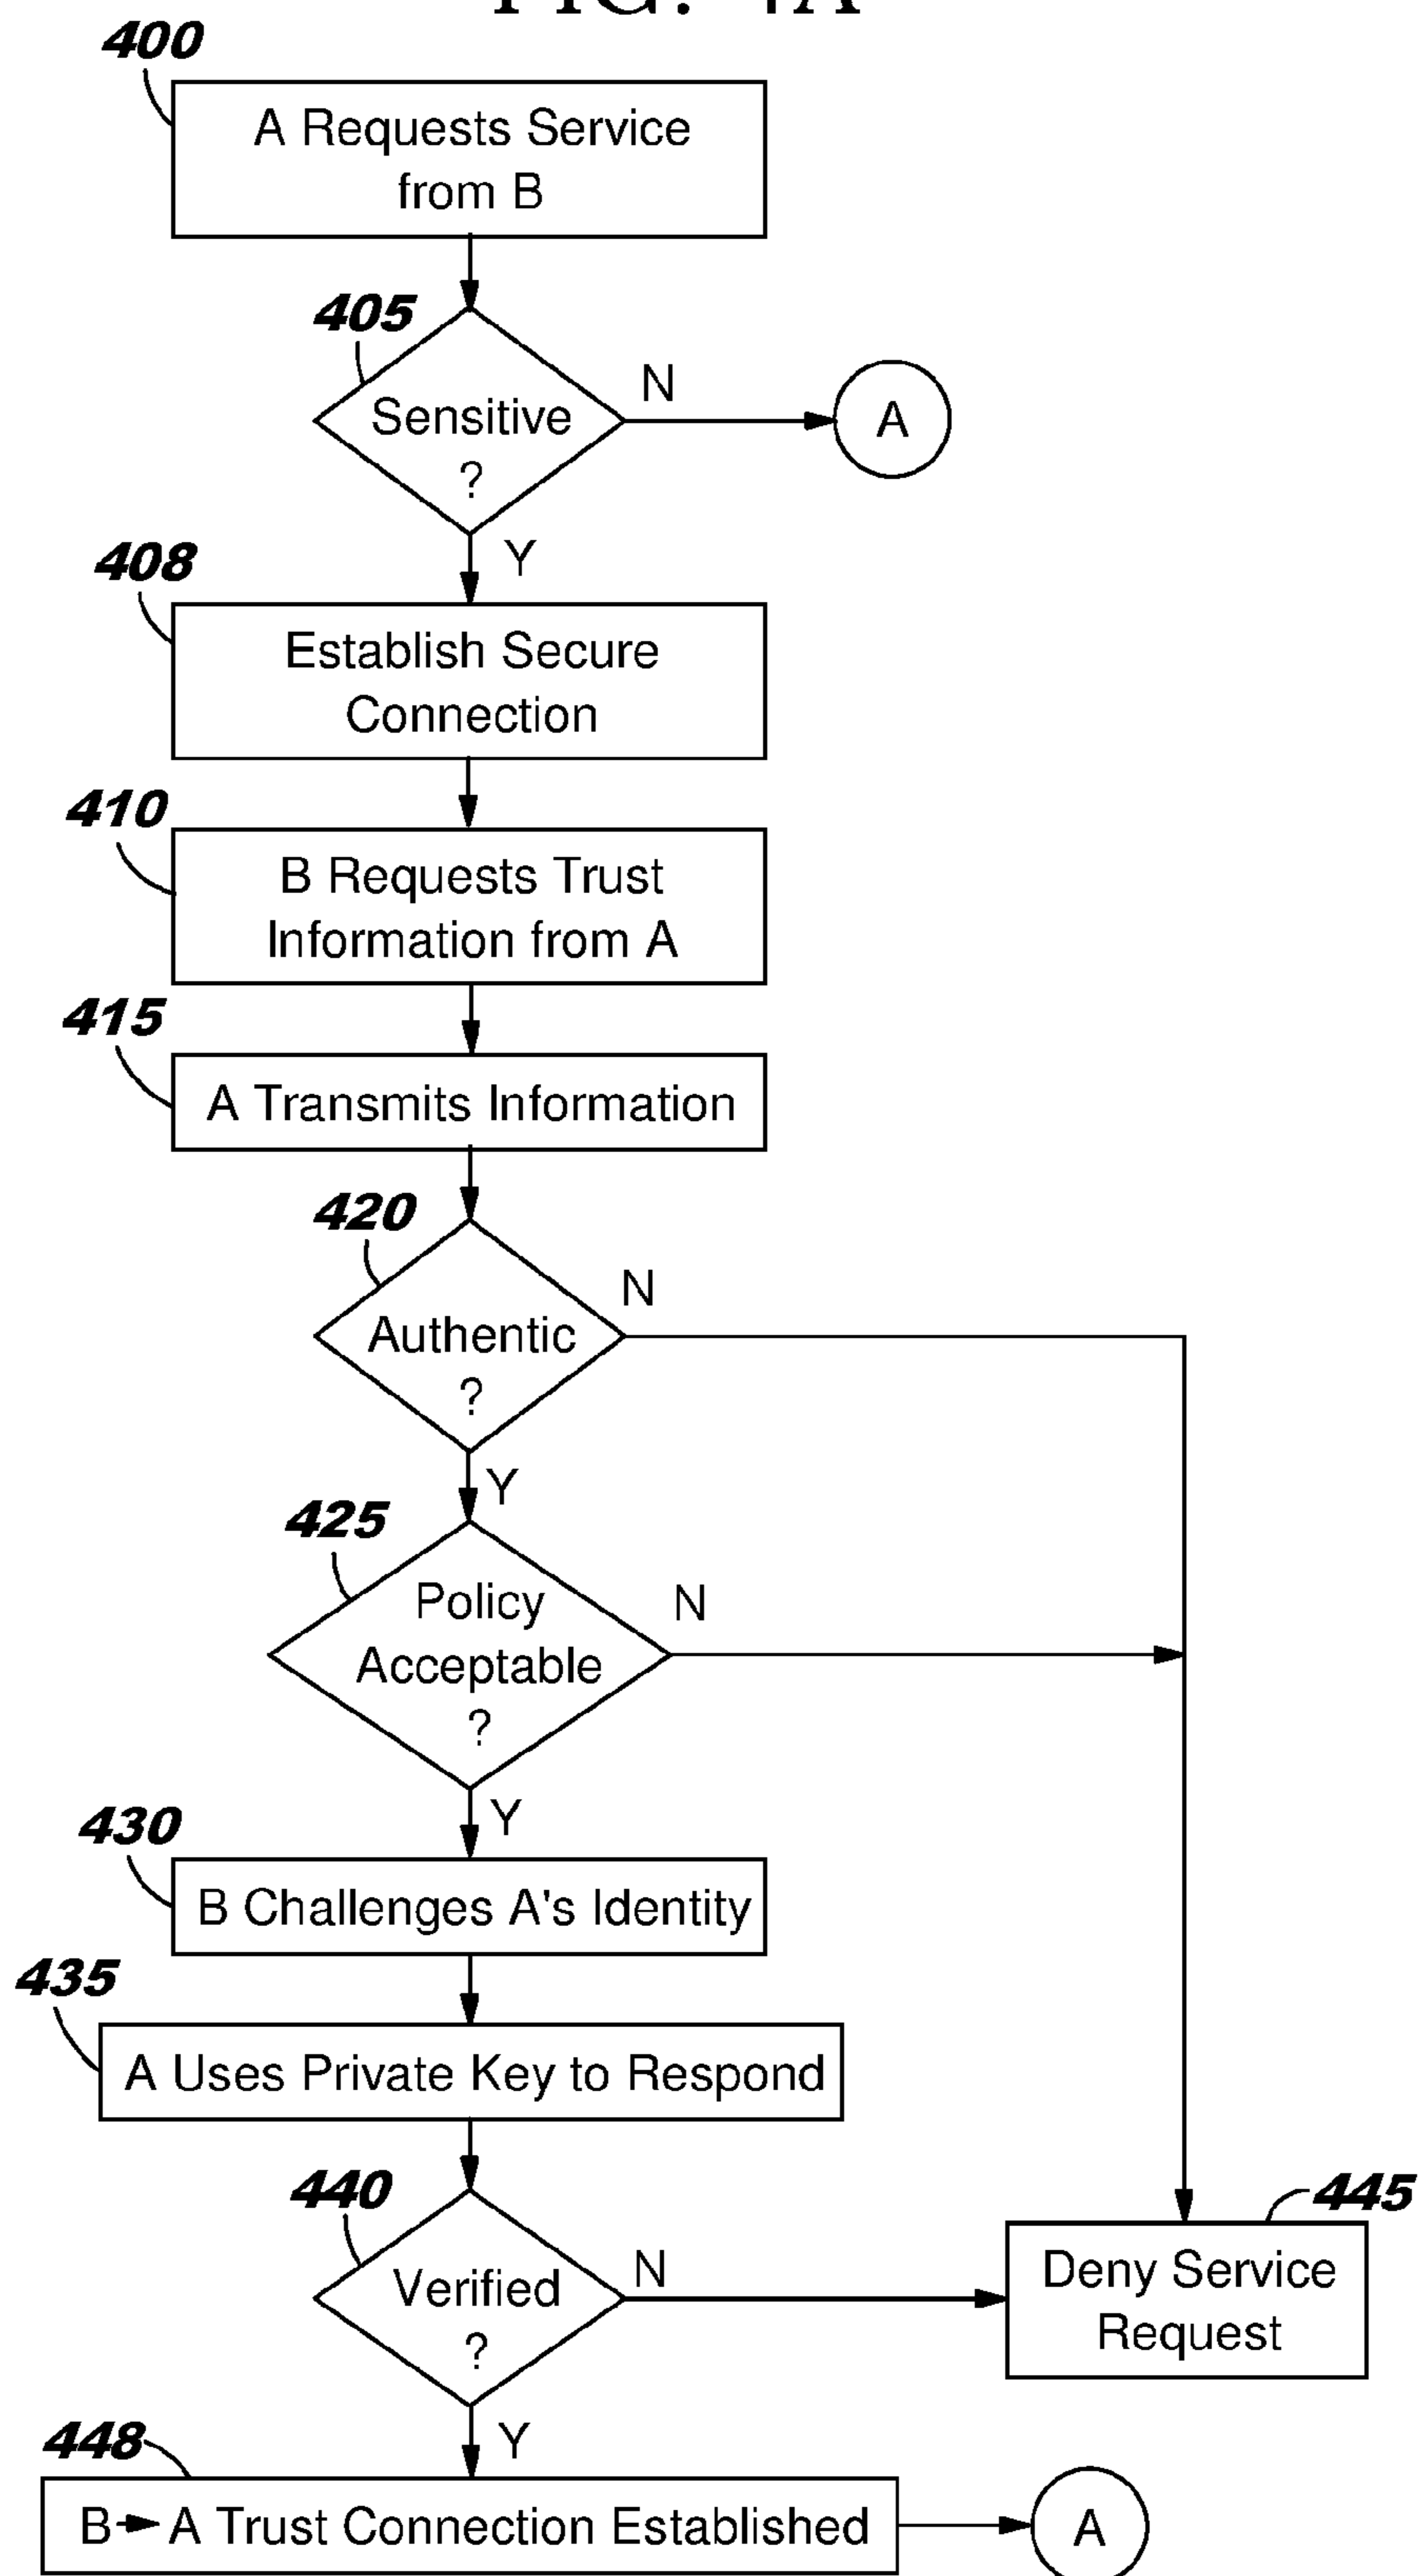 FIG. 4A
400
A Requests Service
from B
405
Sensitive
?
N
A
Y
408
Establish Secure
Connection
410
B Requests Trust
Information from A
415
A Transmits Information
420
Authentic
?
N
Y
425
Policy
Acceptable
?
N
Y
430
B Challenges A's Identity
435
A Uses Private Key to Respond
440
Verified
?
N
445
Deny Service
Request
Y
448
B→A Trust Connection Established
A